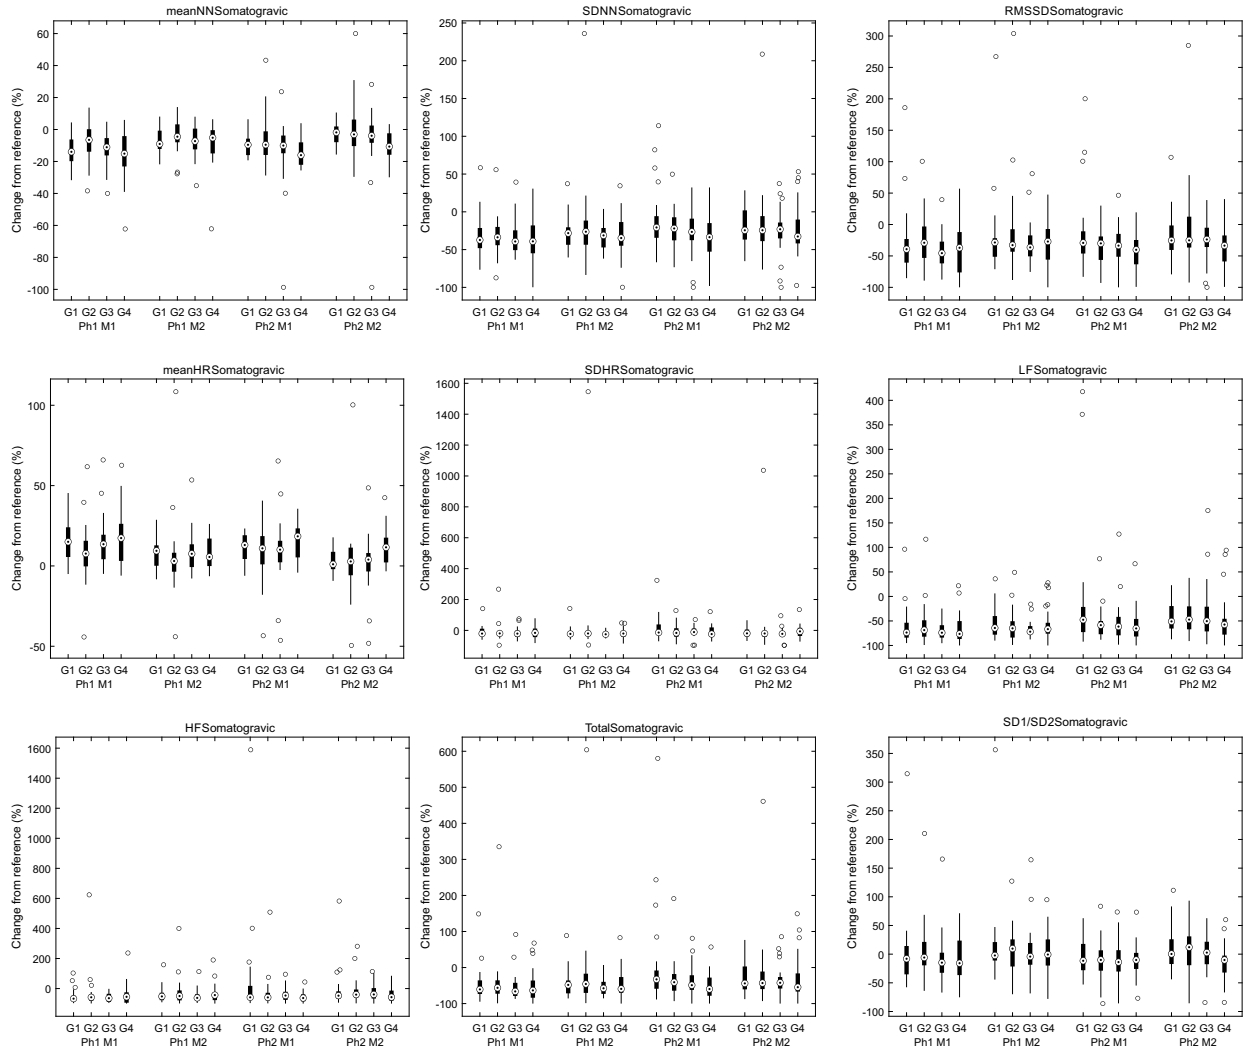 meanNNSomatogravic
Change from reference (%)
60
40
20
0
-20
-40
-60
-80
-100
G1 G2 G3 G4 G1 G2 G3 G4 G1 G2 G3 G4 G1 G2 G3 G4
Ph1 M1 Ph1 M2 Ph2 M1 Ph2 M2
SDNNSomatogravic
Change from reference (%)
250
200
150
100
50
0
-50
-100
G1 G2 G3 G4 G1 G2 G3 G4 G1 G2 G3 G4 G1 G2 G3 G4
Ph1 M1 Ph1 M2 Ph2 M1 Ph2 M2
RMSSDSomatogravic
Change from reference (%)
300
250
200
150
100
50
0
-50
-100
G1 G2 G3 G4 G1 G2 G3 G4 G1 G2 G3 G4 G1 G2 G3 G4
Ph1 M1 Ph1 M2 Ph2 M1 Ph2 M2
meanHRSomatogravic
Change from reference (%)
100
50
0
-50
G1 G2 G3 G4 G1 G2 G3 G4 G1 G2 G3 G4 G1 G2 G3 G4
Ph1 M1 Ph1 M2 Ph2 M1 Ph2 M2
SDHRSomatogravic
Change from reference (%)
1600
1400
1200
1000
800
600
400
200
0
G1 G2 G3 G4 G1 G2 G3 G4 G1 G2 G3 G4 G1 G2 G3 G4
Ph1 M1 Ph1 M2 Ph2 M1 Ph2 M2
LFSomatogravic
Change from reference (%)
400
350
300
250
200
150
100
50
0
-50
-100
G1 G2 G3 G4 G1 G2 G3 G4 G1 G2 G3 G4 G1 G2 G3 G4
Ph1 M1 Ph1 M2 Ph2 M1 Ph2 M2
HFSomatogravic
Change from reference (%)
1600
1400
1200
1000
800
600
400
200
0
G1 G2 G3 G4 G1 G2 G3 G4 G1 G2 G3 G4 G1 G2 G3 G4
Ph1 M1 Ph1 M2 Ph2 M1 Ph2 M2
TotalSomatogravic
Change from reference (%)
600
500
400
300
200
100
0
-100
G1 G2 G3 G4 G1 G2 G3 G4 G1 G2 G3 G4 G1 G2 G3 G4
Ph1 M1 Ph1 M2 Ph2 M1 Ph2 M2
SD1/SD2Somatogravic
Change from reference (%)
350
300
250
200
150
100
50
0
-50
-100
G1 G2 G3 G4 G1 G2 G3 G4 G1 G2 G3 G4 G1 G2 G3 G4
Ph1 M1 Ph1 M2 Ph2 M1 Ph2 M2